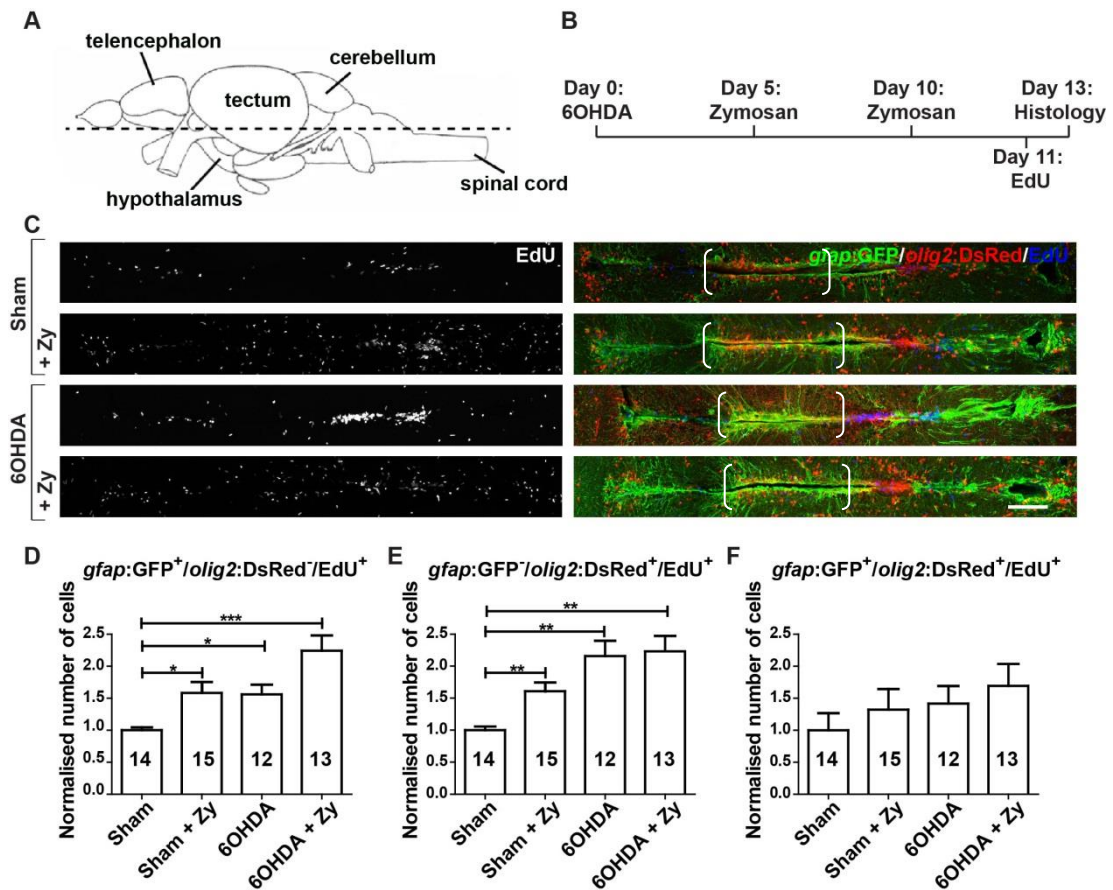 A
telencephalon
cerebellum
tectum
hypothalamus
spinal cord
B
Day 0:
6OHDA
Day 5:
Zymosan
Day 10:
Zymosan
Day 13:
Histology
Day 11:
EdU
C
Sham
+ Zy
6OHDA
+ Zy
EdU
gfap:GFP/olig2:DsRed/EdU
D
gfap:GFP+/olig2:DsRed-/EdU+
Normalised number of cells
2.5
2.0
1.5
1.0
0.5
0.0
***
*
*
14
15
12
13
Sham
Sham + Zy
6OHDA
6OHDA + Zy
E
gfap:GFP-/olig2:DsRed+/EdU+
Normalised number of cells
2.5
2.0
1.5
1.0
0.5
0.0
**
**
**
14
15
12
13
Sham
Sham + Zy
6OHDA
6OHDA + Zy
F
gfap:GFP+/olig2:DsRed+/EdU+
Normalised number of cells
2.5
2.0
1.5
1.0
0.5
0.0
14
15
12
13
Sham
Sham + Zy
6OHDA
6OHDA + Zy